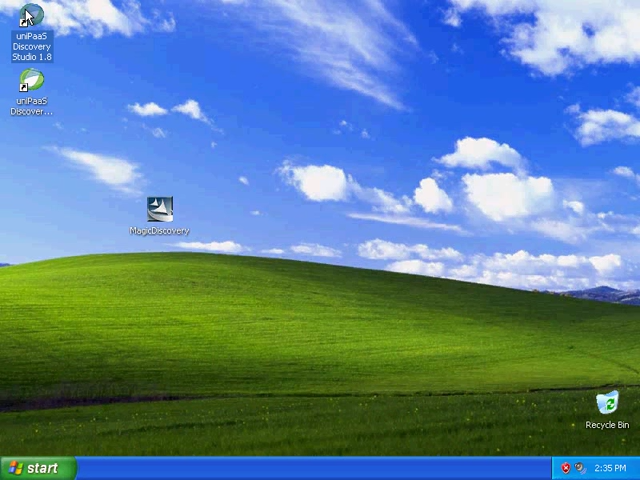 uniPaaS
Discovery
Studio 1.8
uniPaaS
Discover...
MagicDiscovery
Recycle Bin
start
2:35 PM